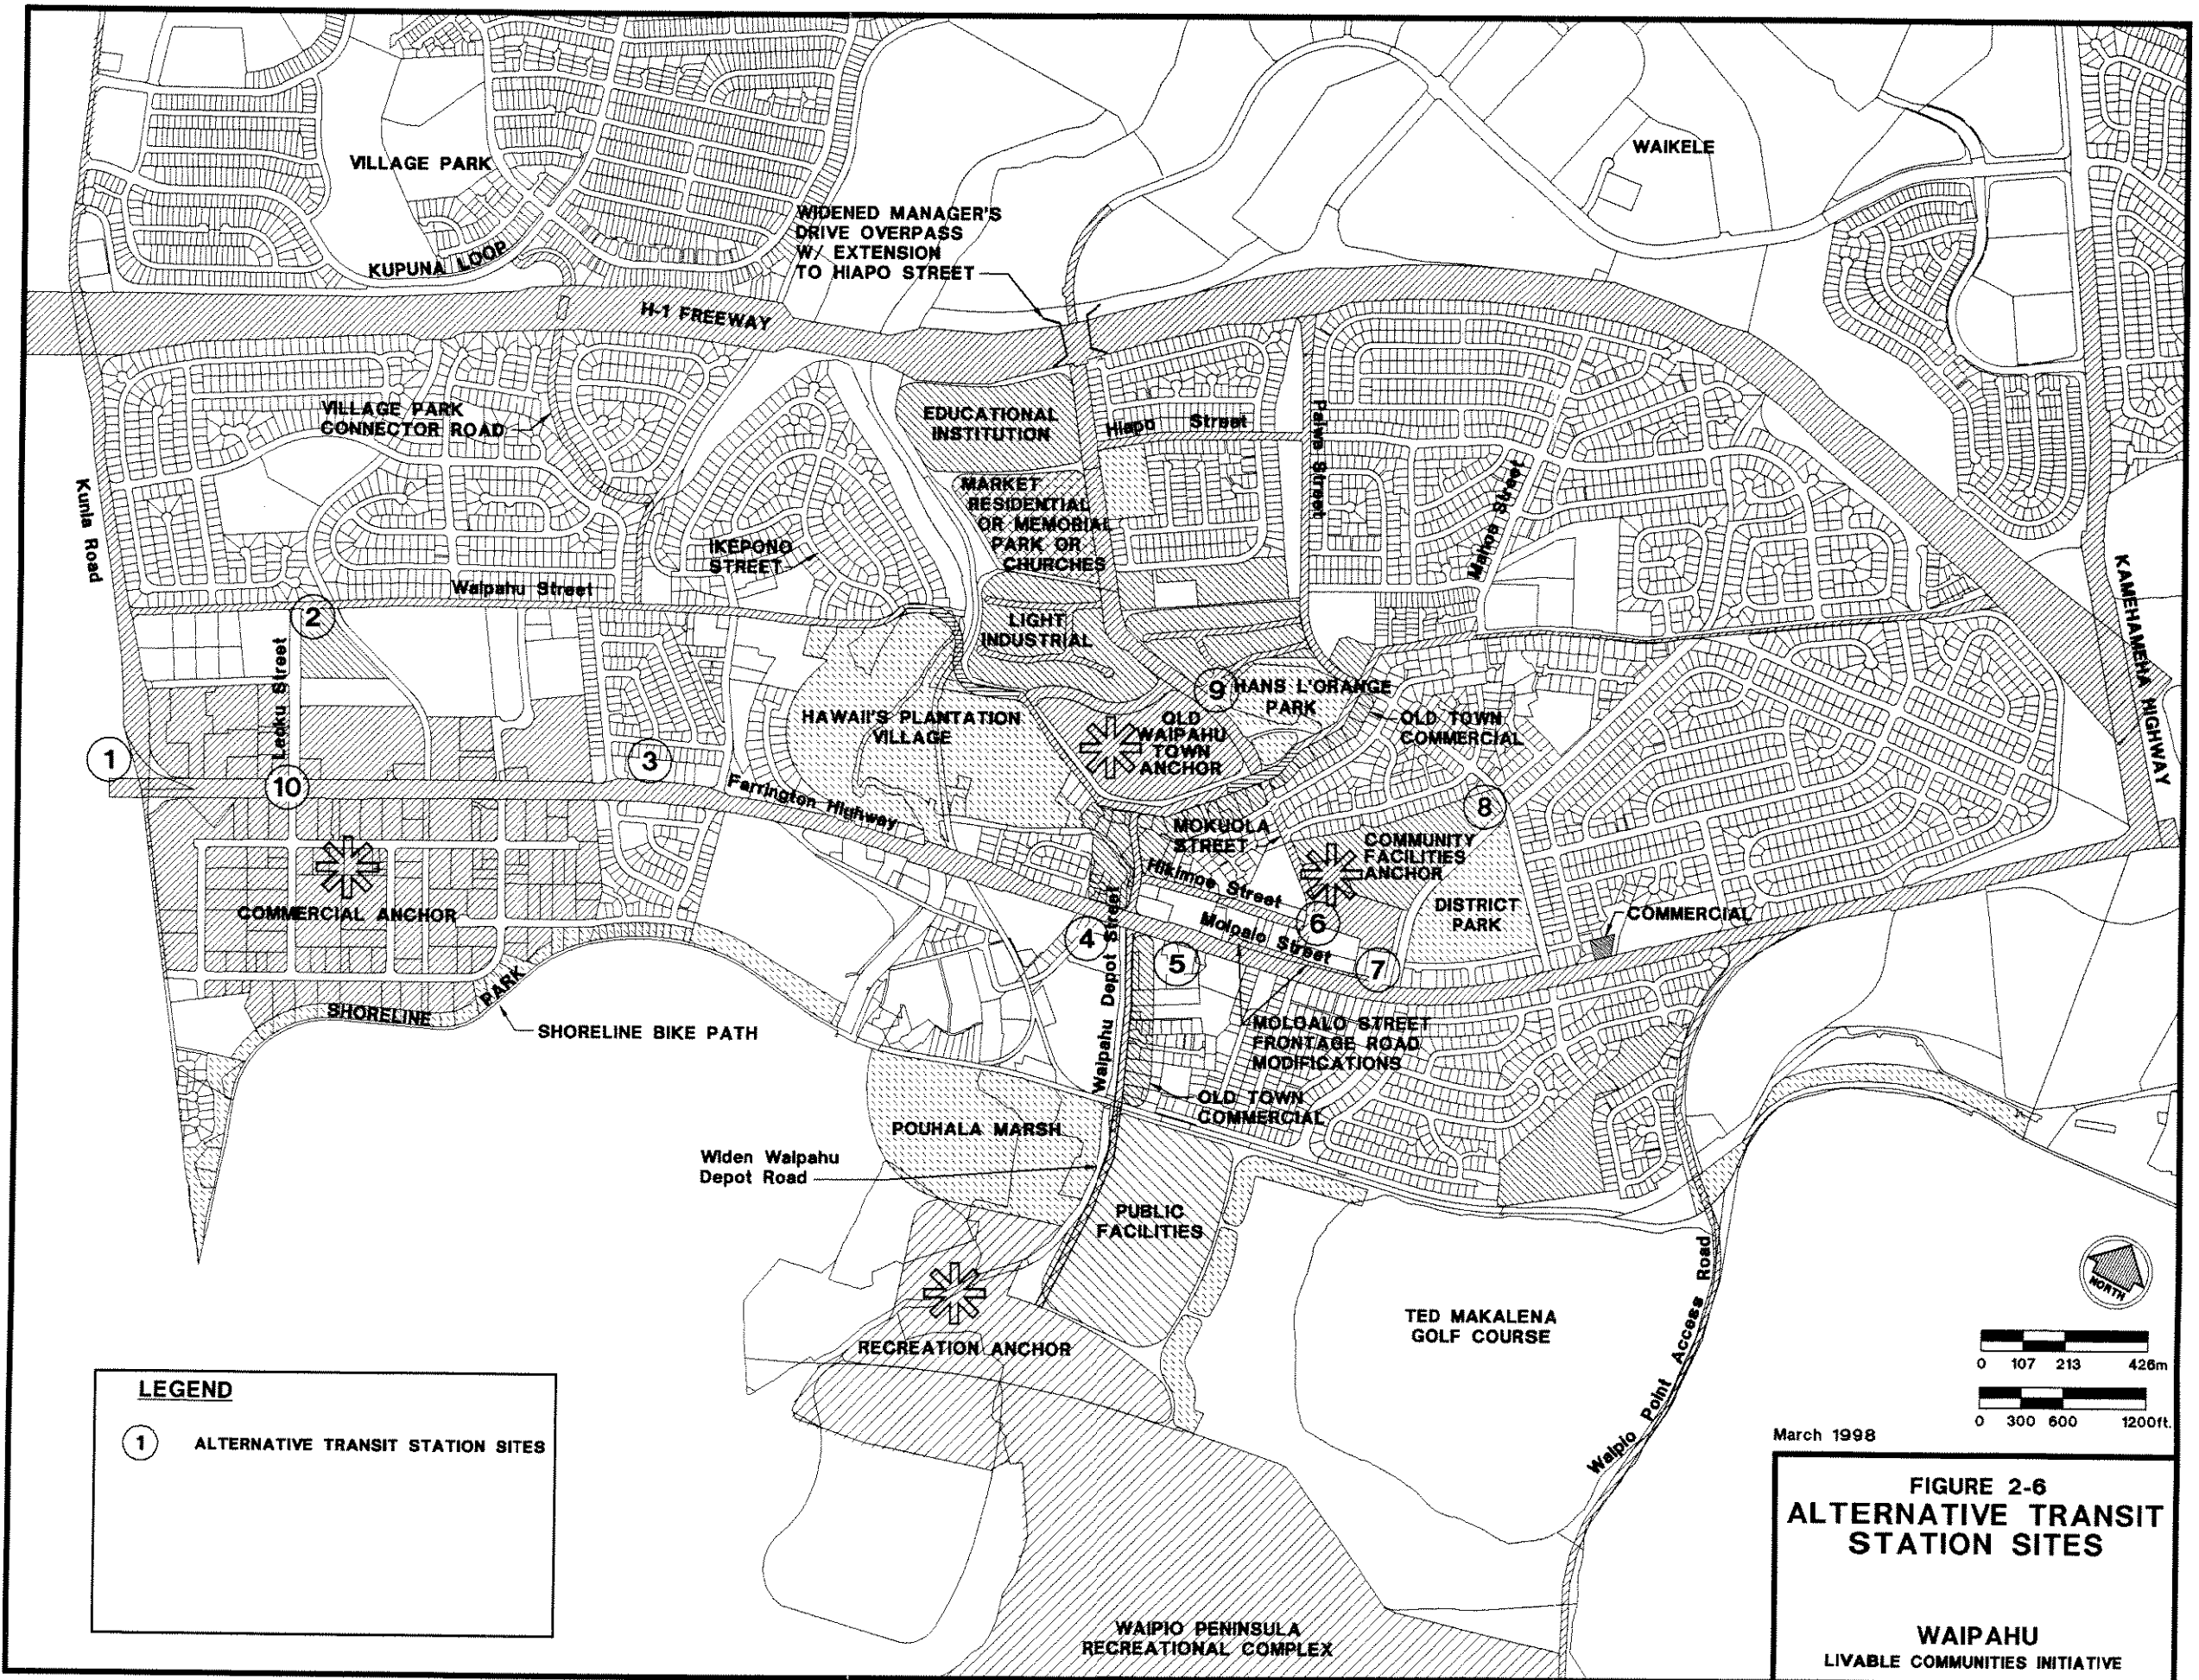 VILLAGE PARK
WAIKELE
WIDENED MANAGER'S
DRIVE OVERPASS
W/ EXTENSION
TO HIAPO STREET
KUPUNA LOOP
H-1 FREEWAY
VILLAGE PARK
CONNECTOR ROAD
EDUCATIONAL
INSTITUTION
Hiapo Street
Paiwa Street
Kunia Road
MARKET
RESIDENTIAL
OR MEMORIAL
PARK OR
CHURCHES
Mahoe Street
IKEPONO
STREET
Waipahu Street
KAMEHAMEHA HIGHWAY
2
LIGHT
INDUSTRIAL
Leoku Street
9
HANS L'ORANGE
PARK
HAWAII'S PLANTATION
VILLAGE
OLD
WAIPAHU
TOWN
ANCHOR
OLD TOWN
COMMERCIAL
1
10
3
Farrington Highway
8
MOKUOLA
STREET
COMMUNITY
FACILITIES
ANCHOR
Hikimoe Street
COMMERCIAL ANCHOR
DISTRICT
PARK
COMMERCIAL
4
5
6
7
Moloalo Street
Waipahu Depot Street
SHORELINE
PARK
SHORELINE BIKE PATH
MOLOALO STREET
FRONTAGE ROAD
MODIFICATIONS
OLD TOWN
COMMERCIAL
POUHALA MARSH
Widen Waipahu
Depot Road
PUBLIC
FACILITIES
RECREATION ANCHOR
TED MAKALENA
GOLF COURSE
Waipio Point Access Road
NORTH
0 107 213 426m
0 300 600 1200ft.
LEGEND
1 ALTERNATIVE TRANSIT STATION SITES
March 1998
WAIPIO PENINSULA
RECREATIONAL COMPLEX
FIGURE 2-6
ALTERNATIVE TRANSIT
STATION SITES
WAIPAHU
LIVABLE COMMUNITIES INITIATIVE